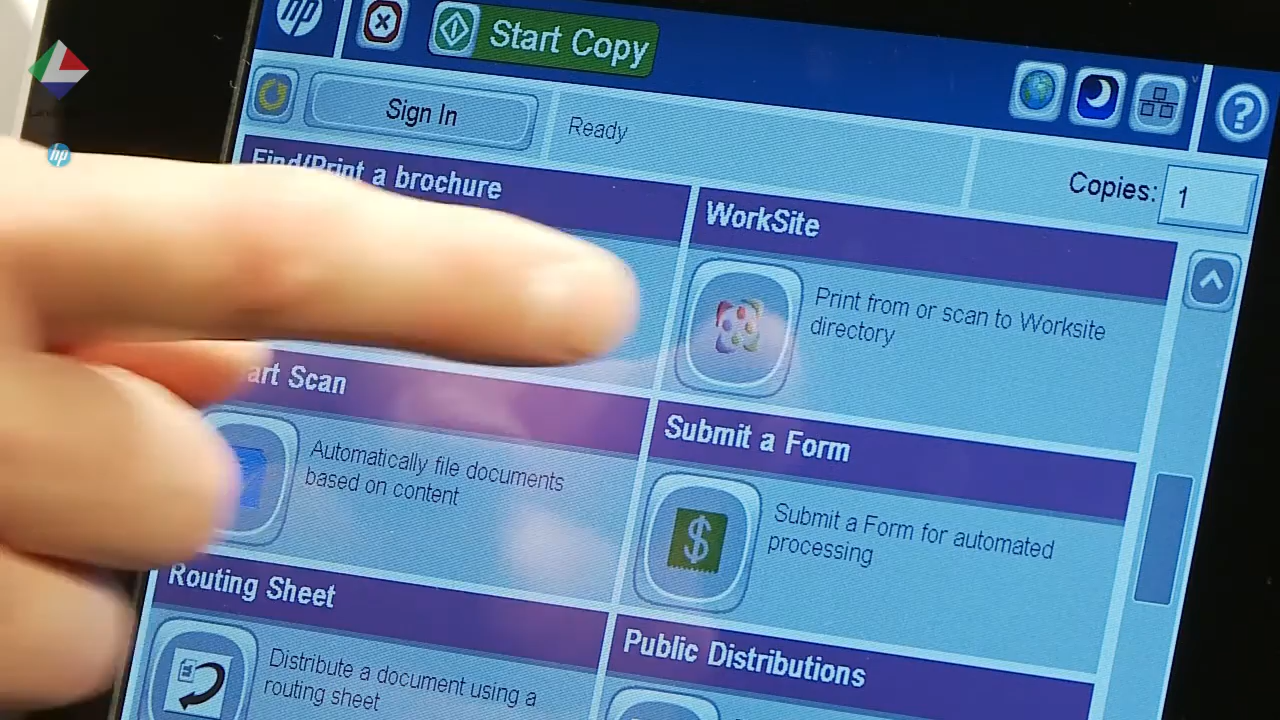 hp
Start Copy
Sign In
Ready
Copies: 1
Find/Print a brochure
WorkSite
Print from or scan to Worksite
directory
art Scan
Automatically file documents
based on content
Submit a Form
Submit a Form for automated
processing
Routing Sheet
Distribute a document using a
routing sheet
Public Distributions
hp